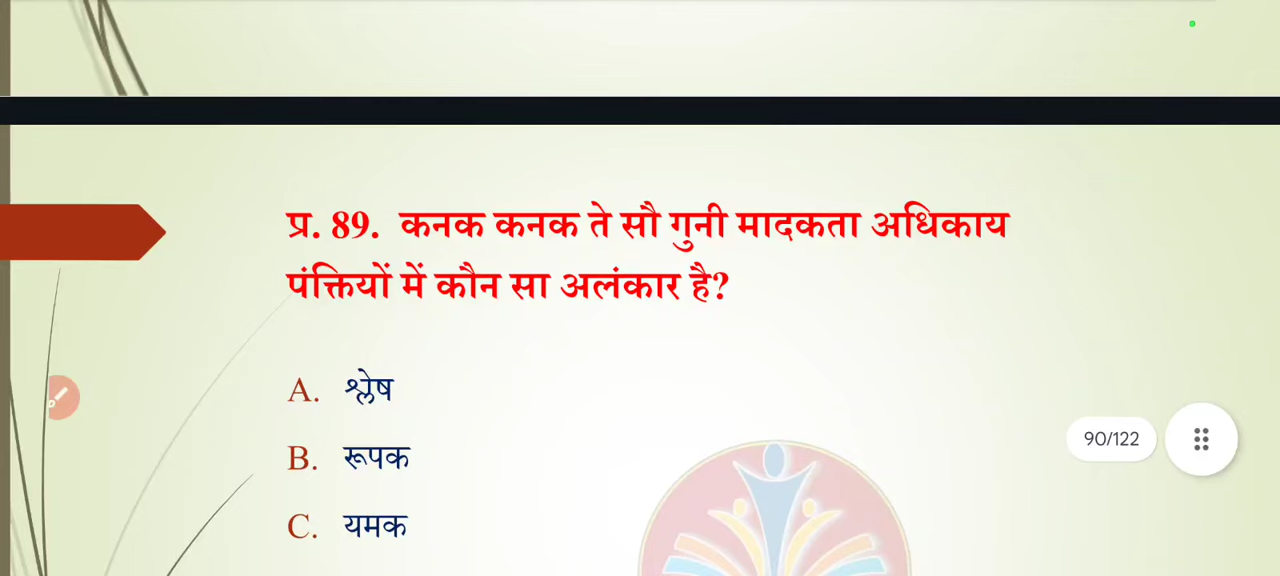 प्र. 89. कनक कनक ते सौ गुनी मादकता अधिकाय
पंक्तियों में कौन सा अलंकार है?
A. श्लेष
B. रूपक
90/122
C. यमक